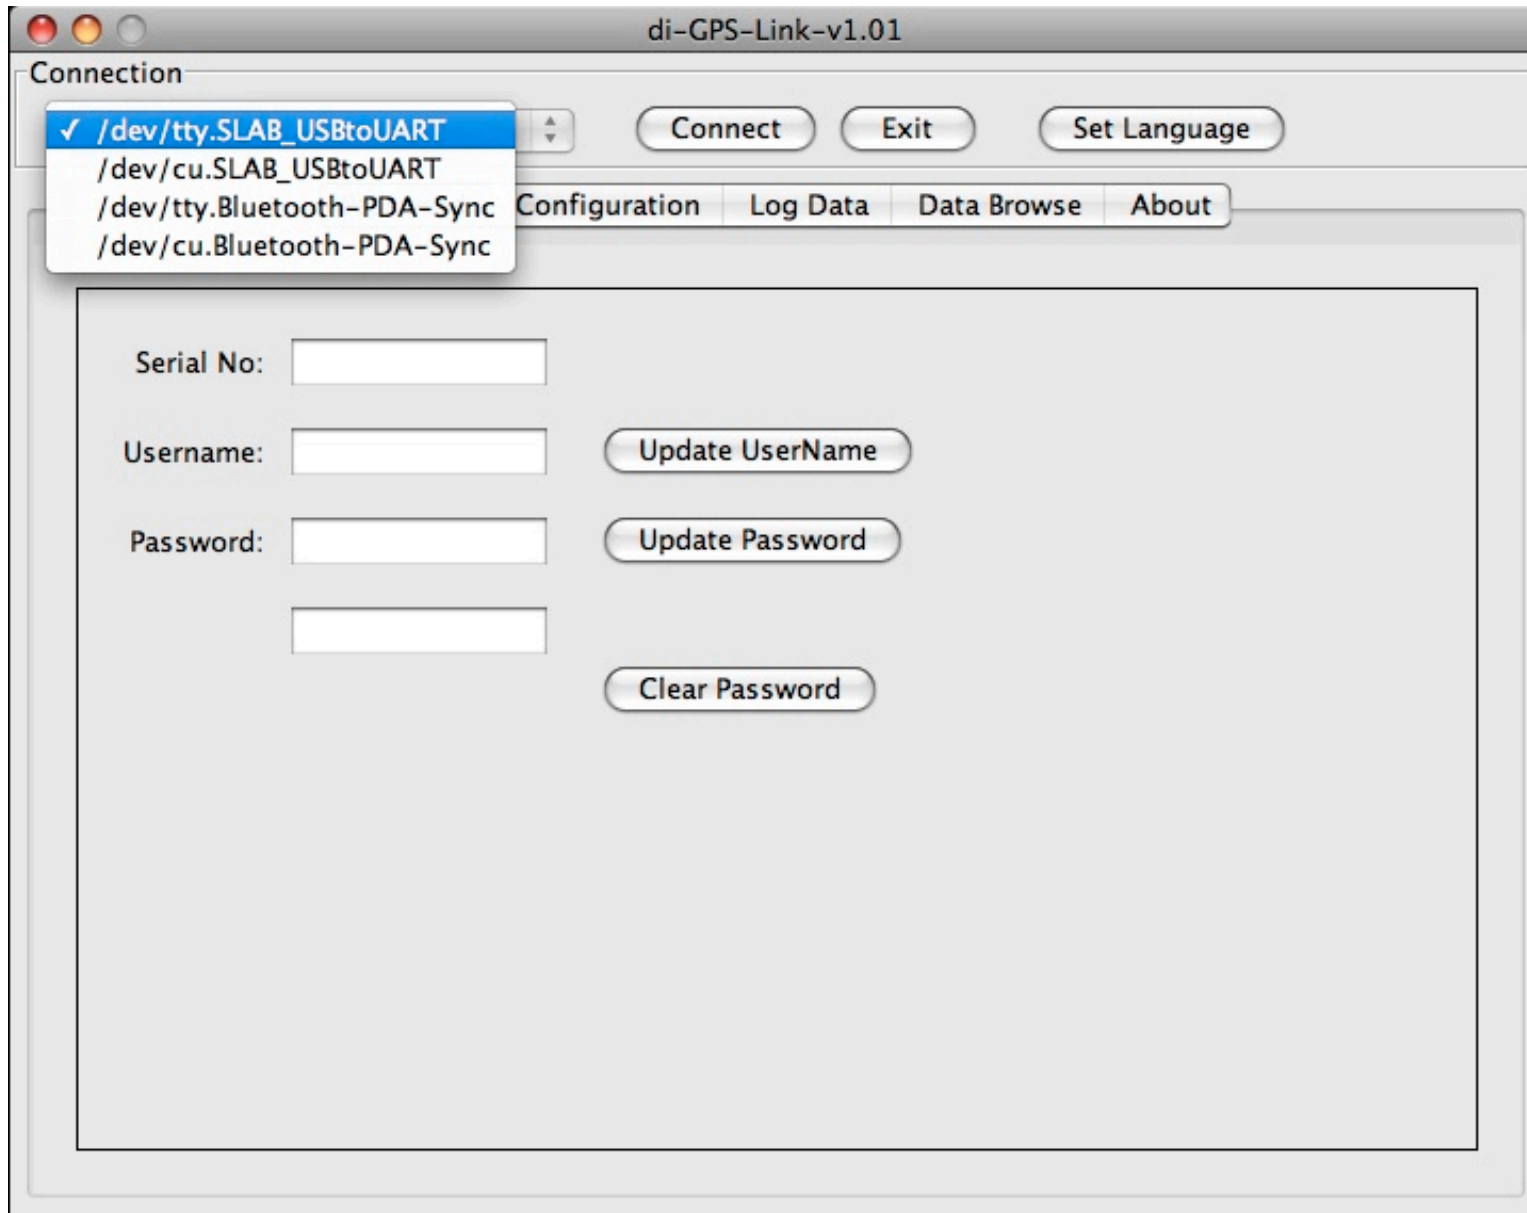 di-GPS-Link-v1.01
Connection
✓ /dev/tty.SLAB_USBtoUART
/dev/cu.SLAB_USBtoUART
/dev/tty.Bluetooth-PDA-Sync
/dev/cu.Bluetooth-PDA-Sync
Connect Exit Set Language
Configuration Log Data Data Browse About
Serial No:
Username: Update UserName
Password: Update Password
Clear Password